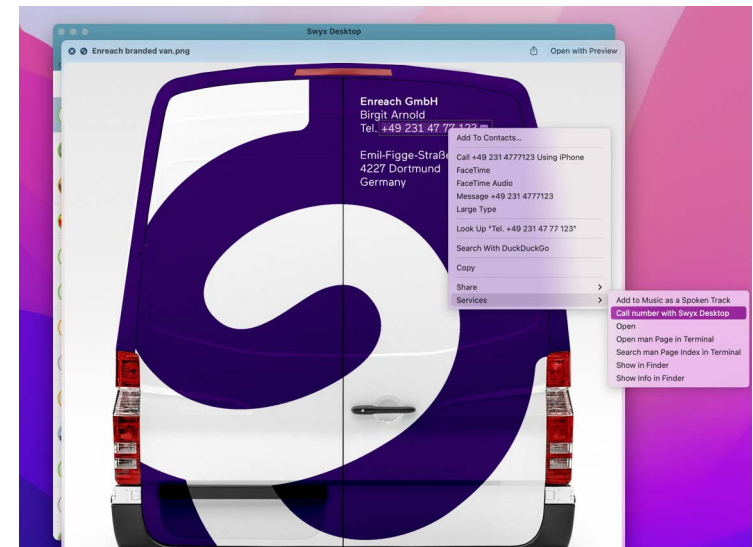 Swyx Desktop
Enreach branded van.png
Open with Preview
Enreach GmbH
Birgit Arnold
Tel. +49 231 47 77 123
Emil-Figge-Straße
4227 Dortmund
Germany
Add To Contacts...
Call +49 231 4777123 Using iPhone
FaceTime
FaceTime Audio
Message +49 231 4777123
Large Type
Look Up "Tel. +49 231 47 77 123"
Search With DuckDuckGo
Copy
Share
Services
Add to Music as a Spoken Track
Call number with Swyx Desktop
Open
Open man Page in Terminal
Search man Page Index in Terminal
Show in Finder
Show Info in Finder